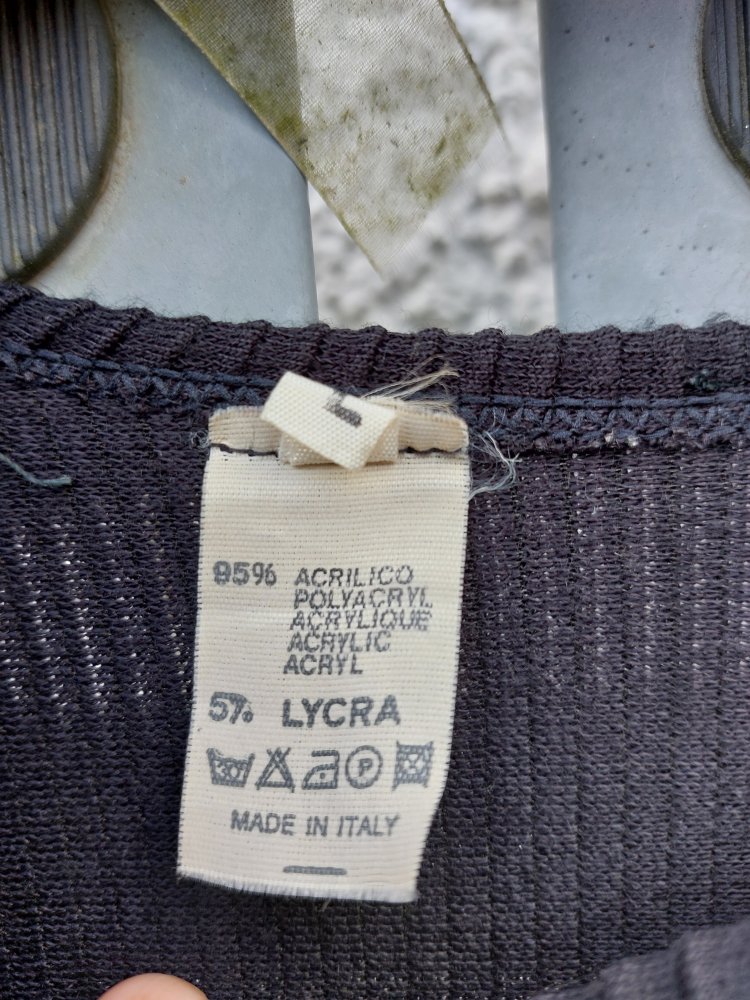 L
95% ACRILICO
POLYACRYL
ACRYLIQUE
ACRYLIC
ACRYL
5% LYCRA
P
MADE IN ITALY